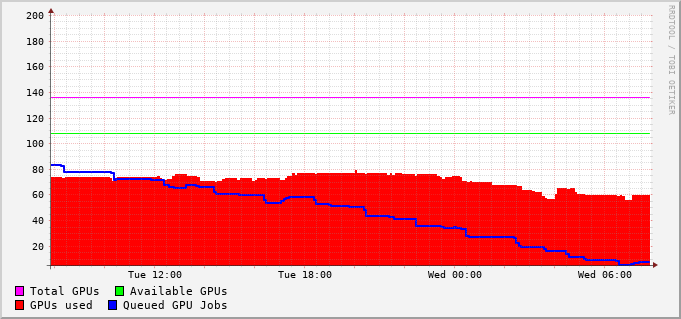 200
180
160
140
120
100
80
60
40
20
Tue 12:00 Tue 18:00 Wed 00:00 Wed 06:00
Total GPUs Available GPUs
GPUs used Queued GPU Jobs
RRDTOOL / TOBI OETIKER